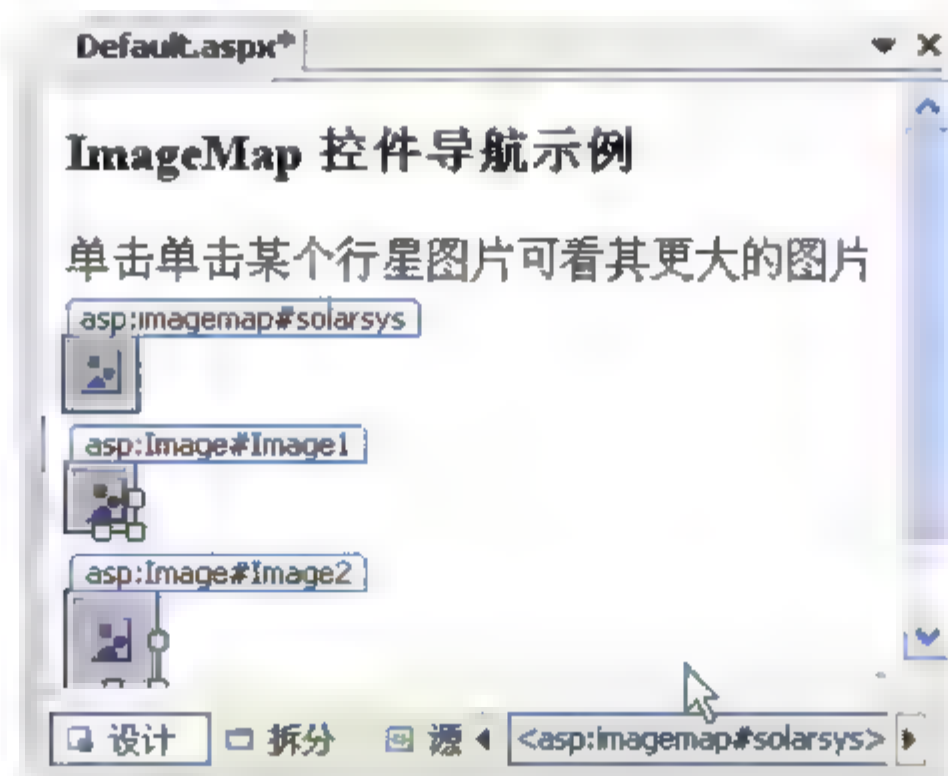 Default.aspx*
ImageMap 控件导航示例
单击单击某个行星图片可看其更大的图片
asp:imagemap#solarsys
asp:Image#Image1
asp:Image#Image2
设计 拆分 源 <asp:imagemap#solarsys>